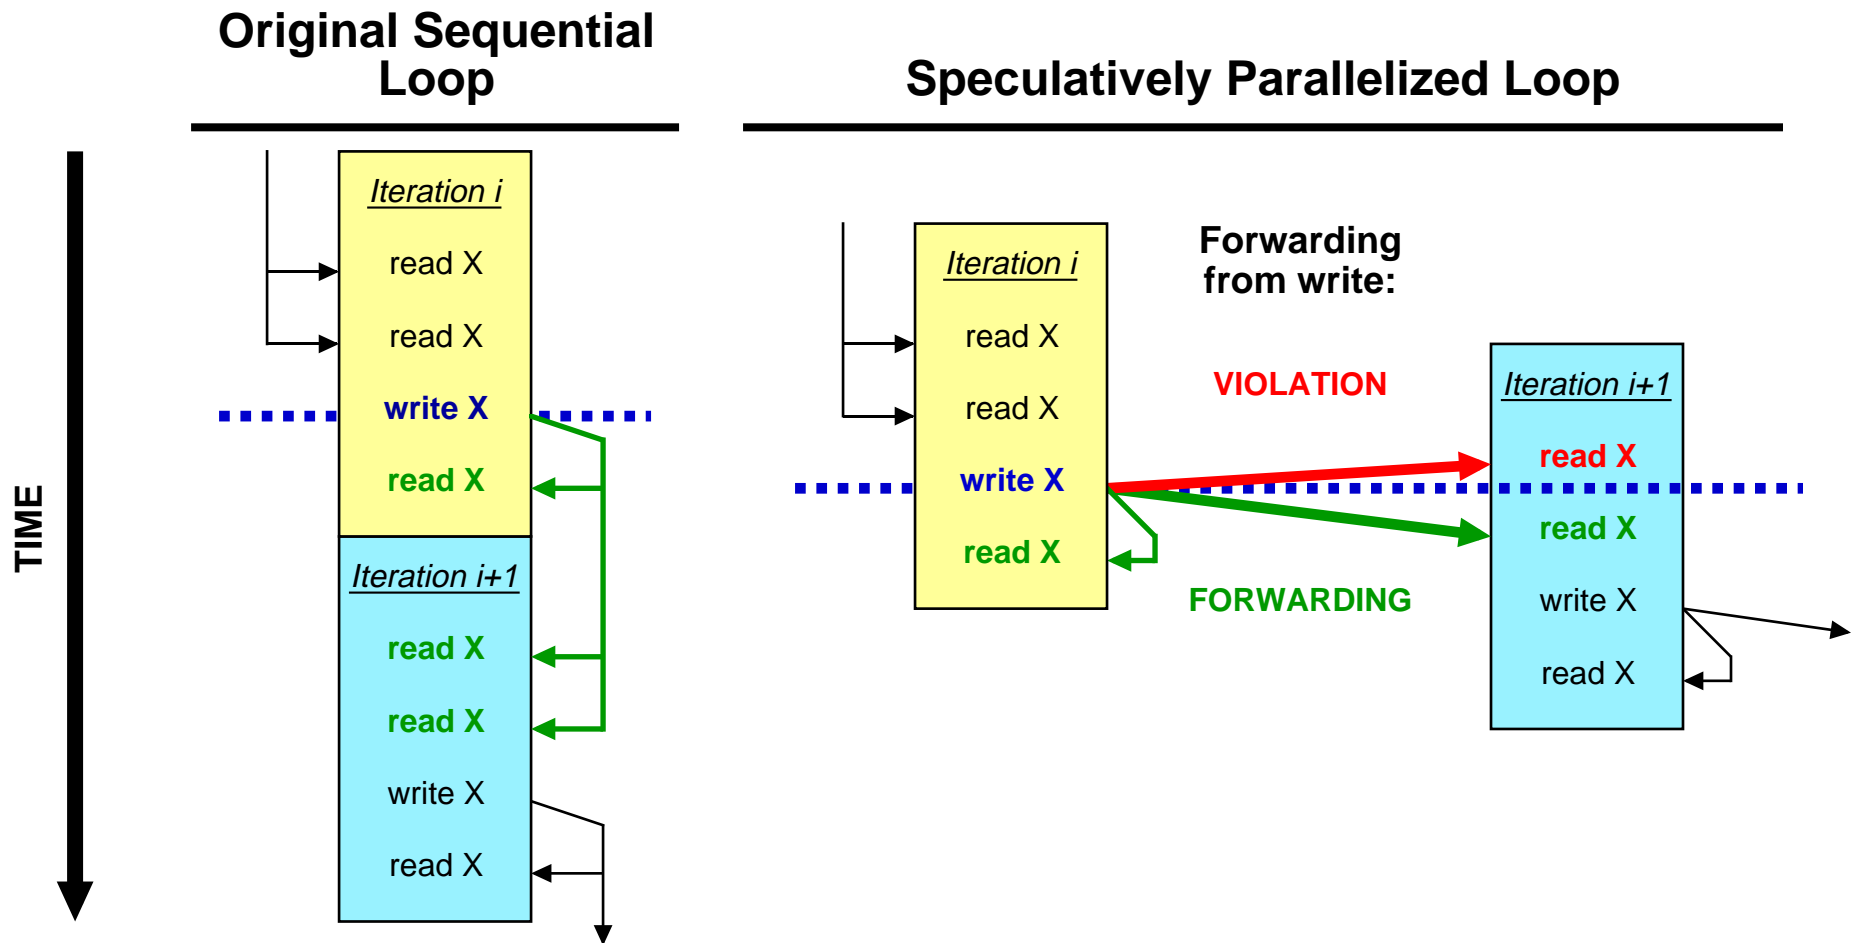 Original Sequential
Loop
Speculatively Parallelized Loop
TIME
Iteration i
read X
read X
write X
read X
Iteration i+1
read X
read X
write X
read X
Iteration i
read X
read X
write X
read X
Forwarding
from write:
VIOLATION
FORWARDING
Iteration i+1
read X
read X
write X
read X